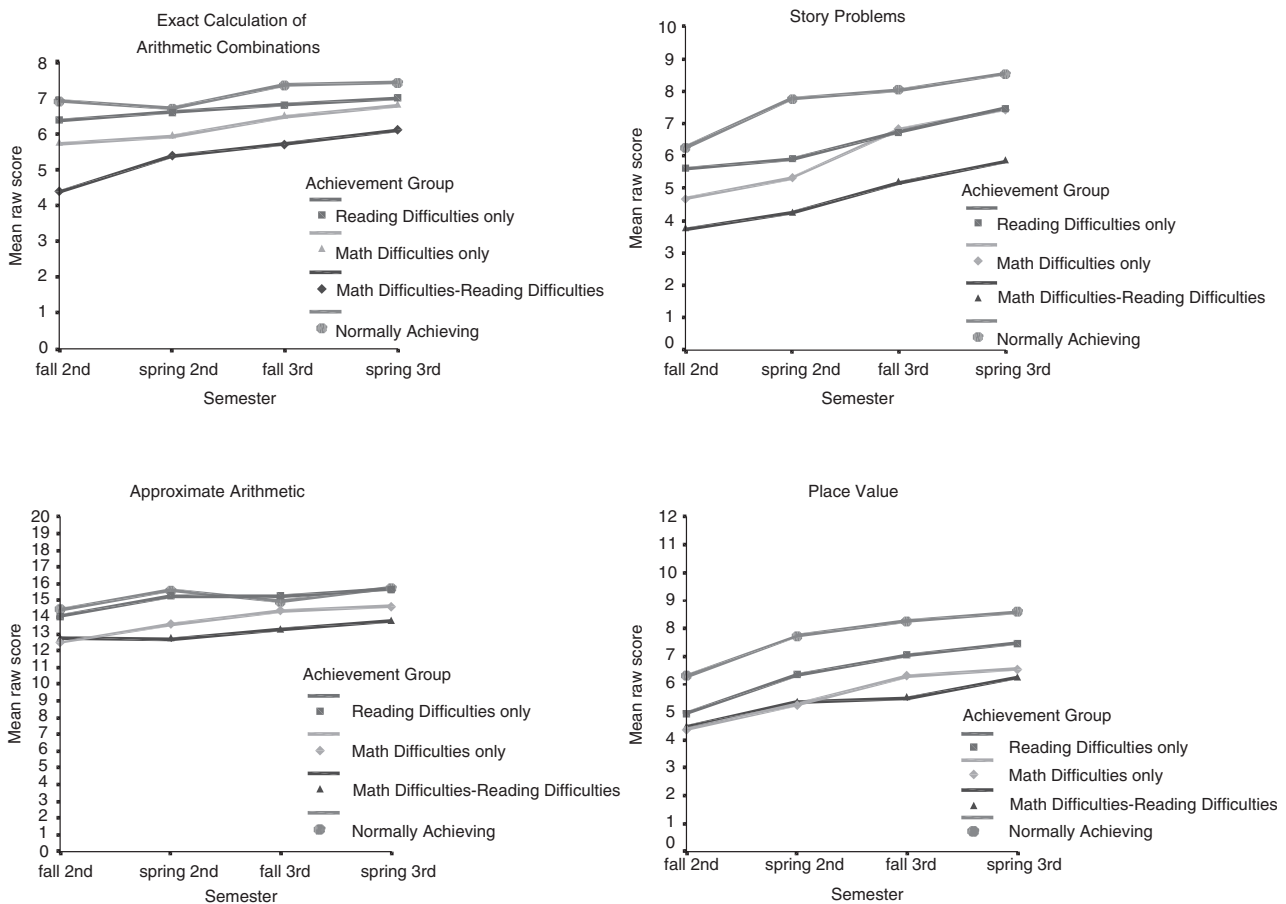 Exact Calculation of
Arithmetic Combinations
Mean raw score
8
7
6
5
4
3
2
1
0
fall 2nd spring 2nd fall 3rd spring 3rd
Semester
Achievement Group
Reading Difficulties only
Math Difficulties only
Math Difficulties-Reading Difficulties
Normally Achieving
Story Problems
Mean raw score
10
9
8
7
6
5
4
3
2
1
0
fall 2nd spring 2nd fall 3rd spring 3rd
Semester
Achievement Group
Reading Difficulties only
Math Difficulties only
Math Difficulties-Reading Difficulties
Normally Achieving
Approximate Arithmetic
Mean raw score
20
19
18
17
16
15
14
13
12
11
10
9
8
7
6
5
4
3
2
1
0
fall 2nd spring 2nd fall 3rd spring 3rd
Semester
Achievement Group
Reading Difficulties only
Math Difficulties only
Math Difficulties-Reading Difficulties
Normally Achieving
Place Value
Mean raw score
12
11
10
9
8
7
6
5
4
3
2
1
0
fall 2nd spring 2nd fall 3rd spring 3rd
Semester
Achievement Group
Reading Difficulties only
Math Difficulties only
Math Difficulties-Reading Difficulties
Normally Achieving